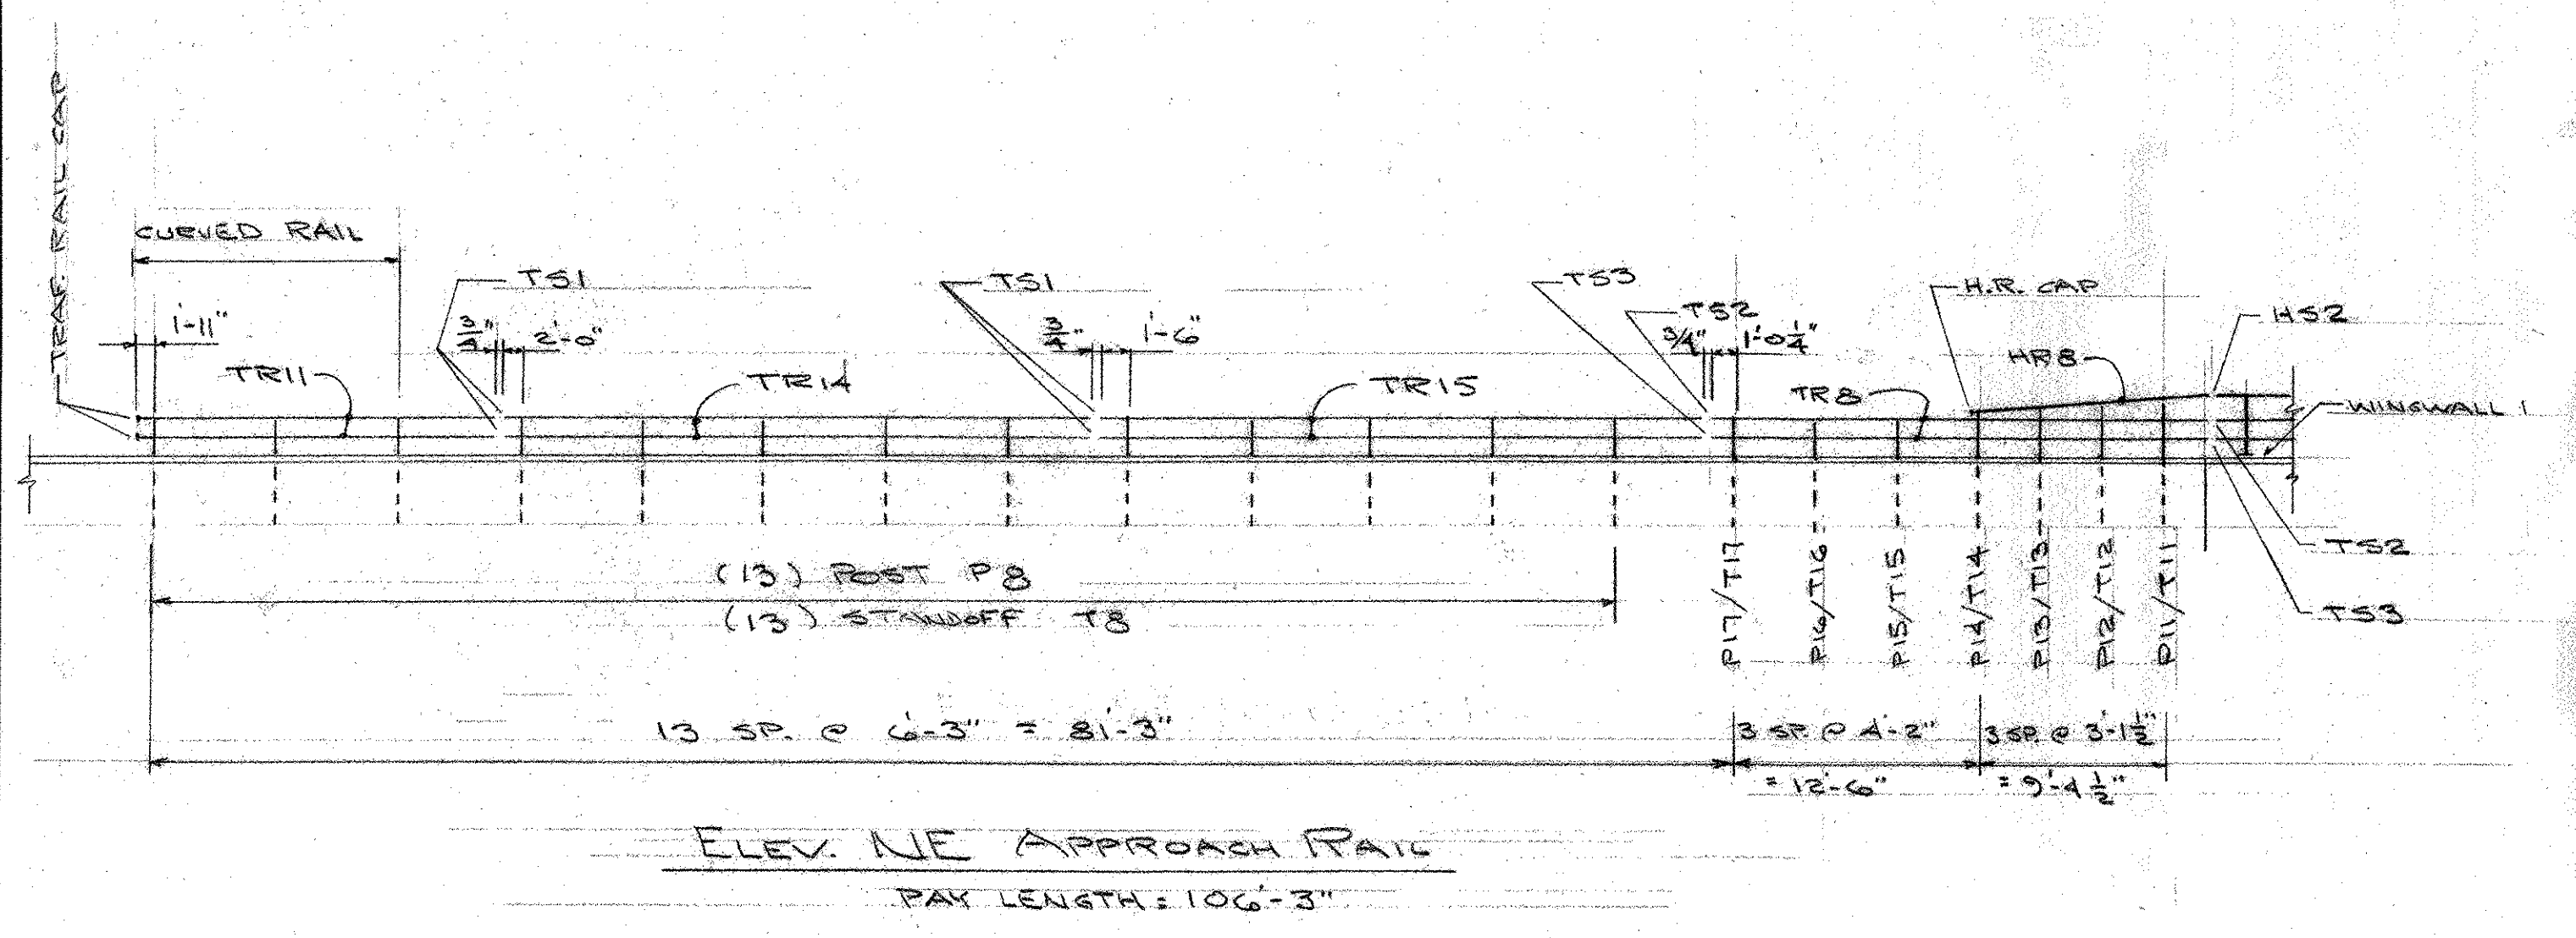 TRAF. RAIL CAP
CURVED RAIL
1'-11"
TR11
TS1
3/4"
2'-0"
TR14
TS1
3/4"
1'-6"
TR15
TS3
TS2
3/4"
1'-0 1/4"
TR8
H.R. CAP
HR8
HS2
WINGWALL 1
TS2
TS3
(13) POST P8
(13) STANDOFF T8
P17/T17
P16/T16
P15/T15
P14/T14
P13/T13
P12/T12
P11/T11
13 SP. @ 6'-3" = 81'-3"
3 SP @ 4'-2"
= 12'-6"
3 SP. @ 3'-1 1/2"
= 9'-4 1/2"
ELEV. NE APPROACH RAIL
PAY LENGTH = 106'-3"